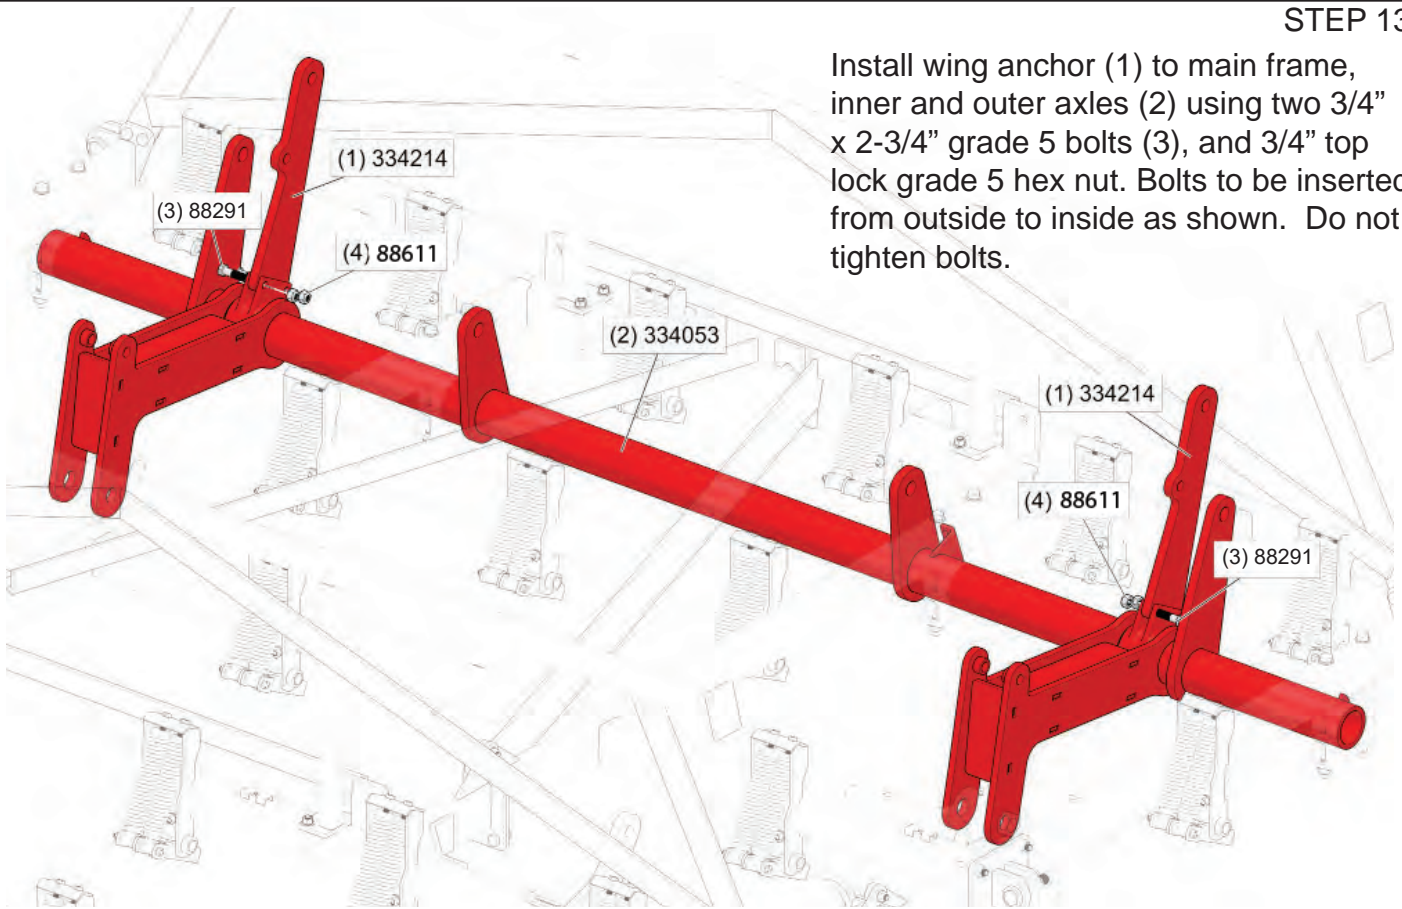 STEP 13
Install wing anchor (1) to main frame,
inner and outer axles (2) using two 3/4”
x 2-3/4” grade 5 bolts (3), and 3/4” top
lock grade 5 hex nut. Bolts to be inserted
from outside to inside as shown. Do not
tighten bolts.
(1) 334214
(3) 88291
(4) 88611
(2) 334053
(1) 334214
(4) 88611
(3) 88291